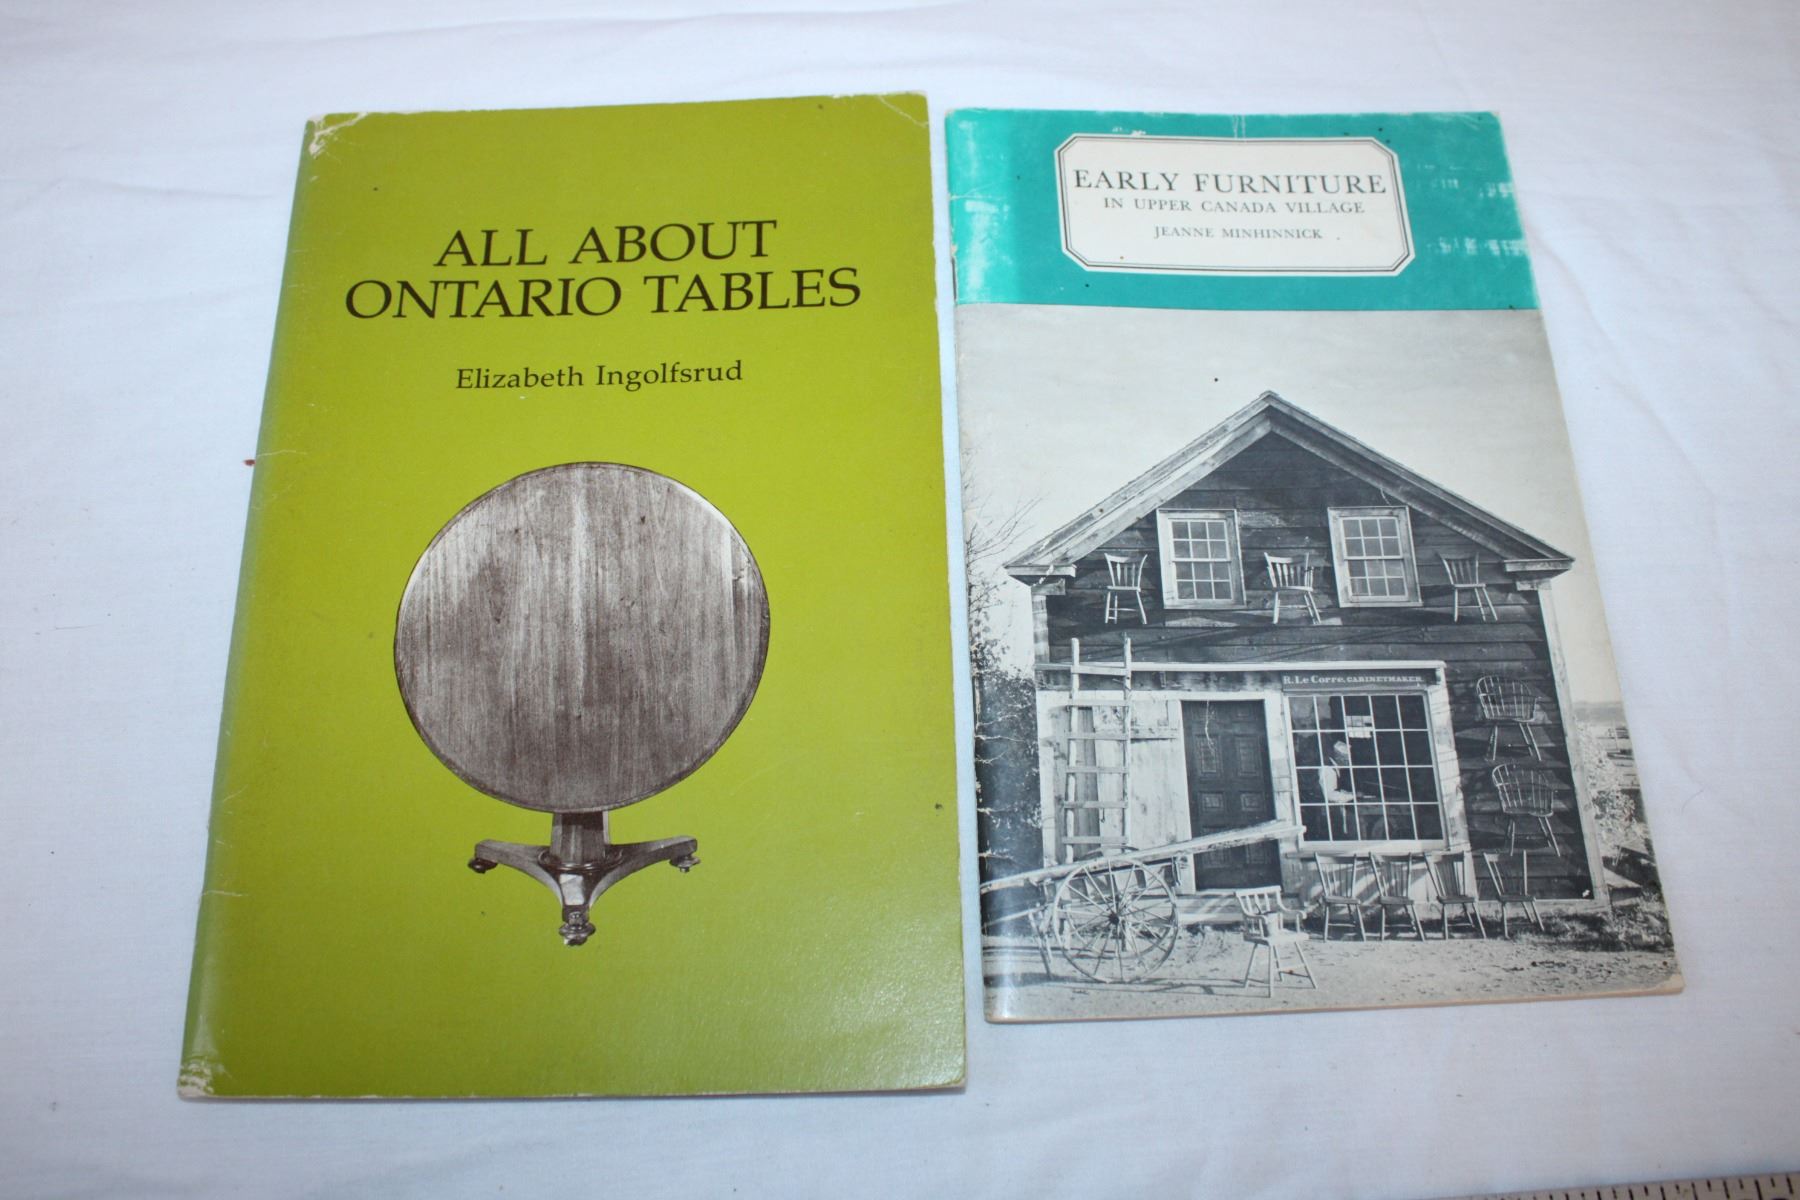 ALL ABOUT
ONTARIO TABLES
Elizabeth Ingolfsrud
EARLY FURNITURE
IN UPPER CANADA VILLAGE
JEANNE MINHINNICK
R. Le Corre, CABINETMAKER.